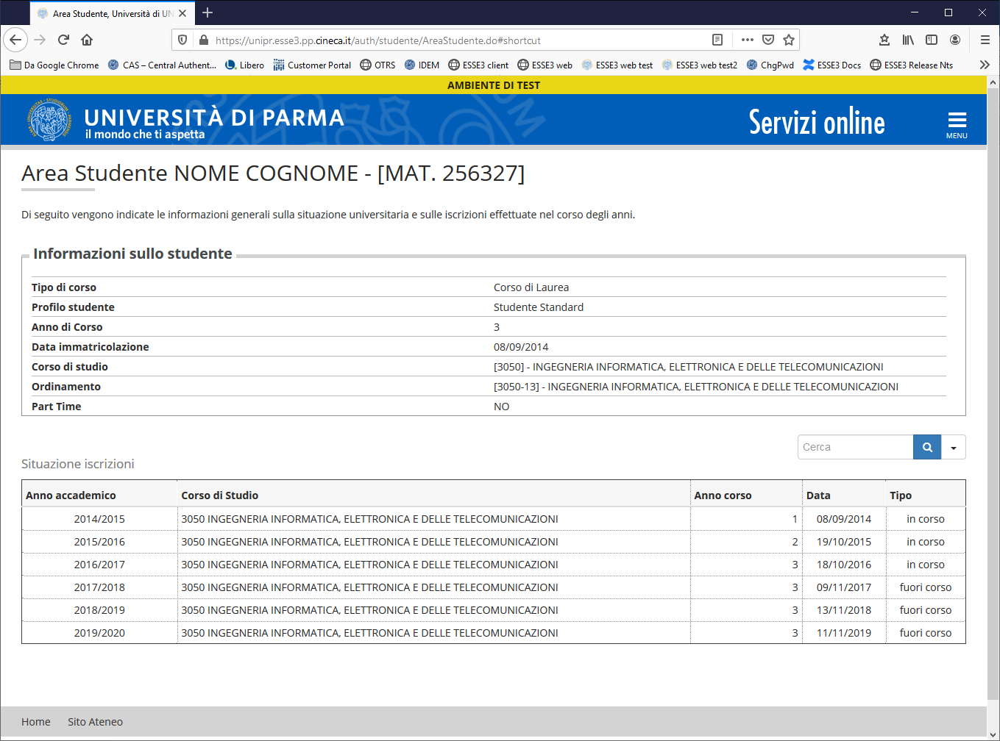 Area Studente, Università di UN
https://unipr.esse3.pp.cineca.it/auth/studente/AreaStudente.do#shortcut
Da Google Chrome CAS – Central Authent... Libero Customer Portal OTRS IDEM ESSE3 client ESSE3 web ESSE3 web test ESSE3 web test2 ChgPwd ESSE3 Docs ESSE3 Release Nts
AMBIENTE DI TEST
UNIVERSITÀ DI PARMA
il mondo che ti aspetta
Servizi online
MENU
Area Studente NOME COGNOME - [MAT. 256327]
Di seguito vengono indicate le informazioni generali sulla situazione universitaria e sulle iscrizioni effettuate nel corso degli anni.
Informazioni sullo studente
Tipo di corso Corso di Laurea
Profilo studente Studente Standard
Anno di Corso 3
Data immatricolazione 08/09/2014
Corso di studio [3050] - INGEGNERIA INFORMATICA, ELETTRONICA E DELLE TELECOMUNICAZIONI
Ordinamento [3050-13] - INGEGNERIA INFORMATICA, ELETTRONICA E DELLE TELECOMUNICAZIONI
Part Time NO
Cerca
Situazione iscrizioni
Anno accademico Corso di Studio Anno corso Data Tipo
2014/2015 3050 INGEGNERIA INFORMATICA, ELETTRONICA E DELLE TELECOMUNICAZIONI 1 08/09/2014 in corso
2015/2016 3050 INGEGNERIA INFORMATICA, ELETTRONICA E DELLE TELECOMUNICAZIONI 2 19/10/2015 in corso
2016/2017 3050 INGEGNERIA INFORMATICA, ELETTRONICA E DELLE TELECOMUNICAZIONI 3 18/10/2016 in corso
2017/2018 3050 INGEGNERIA INFORMATICA, ELETTRONICA E DELLE TELECOMUNICAZIONI 3 09/11/2017 fuori corso
2018/2019 3050 INGEGNERIA INFORMATICA, ELETTRONICA E DELLE TELECOMUNICAZIONI 3 13/11/2018 fuori corso
2019/2020 3050 INGEGNERIA INFORMATICA, ELETTRONICA E DELLE TELECOMUNICAZIONI 3 11/11/2019 fuori corso
Home Sito Ateneo